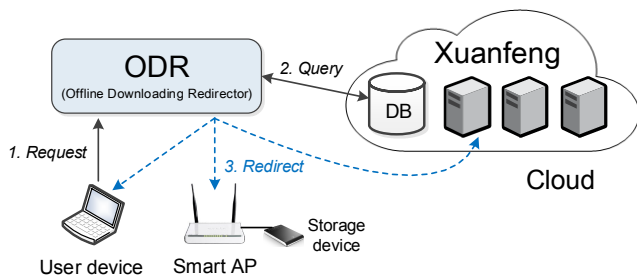 ODR
(Offline Downloading Redirector)
2. Query
Xuanfeng
DB
1. Request
3. Redirect
Cloud
User device
Smart AP
Storage
device